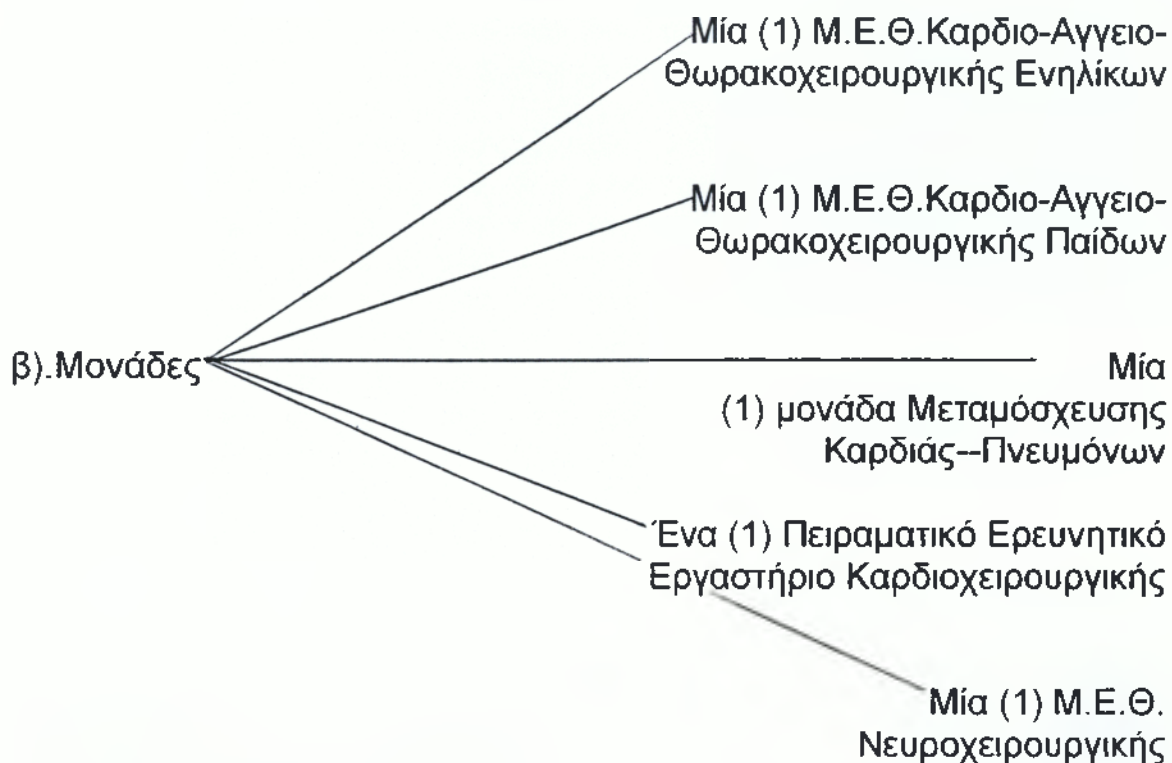 Μία (1) Μ.Ε.Θ.Καρδιο-Αγγειο-
Θωρακοχειρουργικής Ενηλίκων
Μία (1) Μ.Ε.Θ.Καρδιο-Αγγειο-
Θωρακοχειρουργικής Παίδων
β).Μονάδες
Μία
(1) μονάδα Μεταμόσχευσης
Καρδιάς--Πνευμόνων
Ένα (1) Πειραματικό Ερευνητικό
Εργαστήριο Καρδιοχειρουργικής
Μία (1) Μ.Ε.Θ.
Νευροχειρουργικής